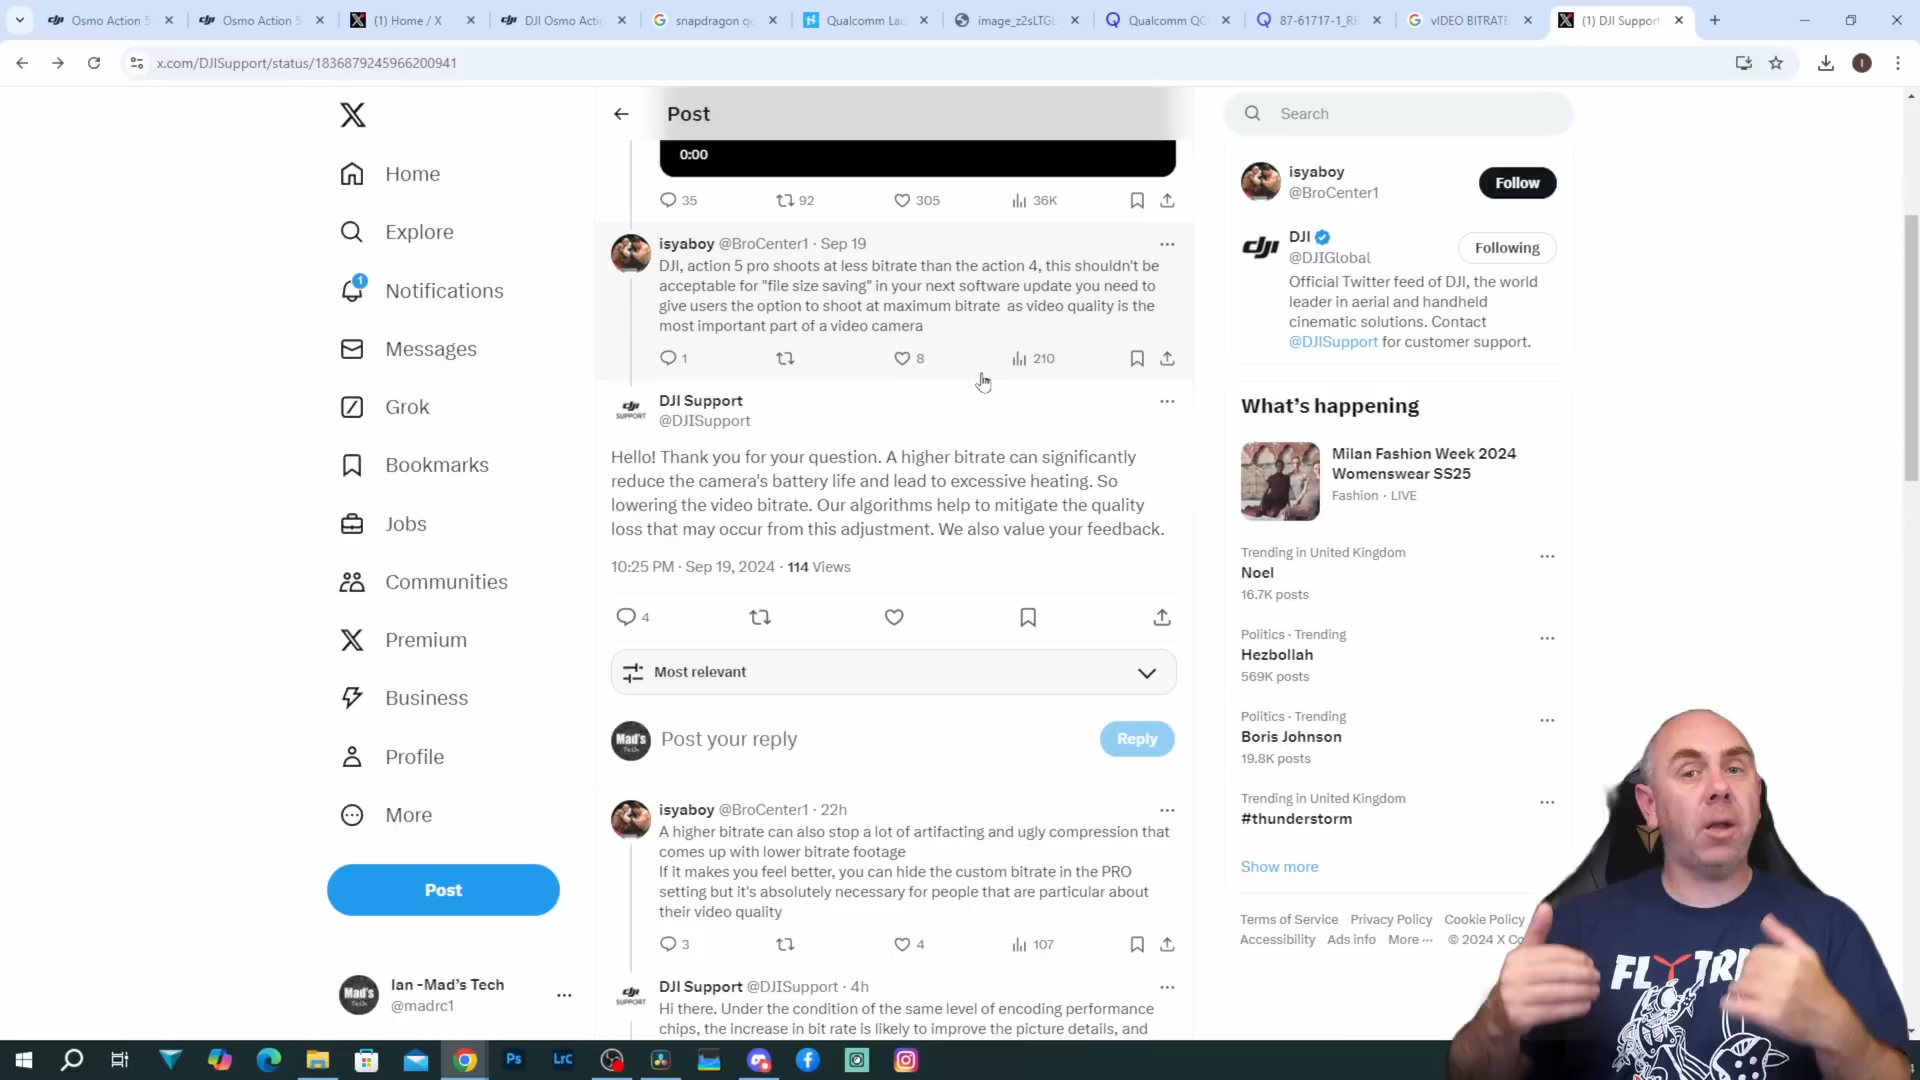 Osmo Action 5
Osmo Action 5
(1) Home / X
DJI Osmo Actic
snapdragon qc
Qualcomm Lau
image_z2sLTGL
Qualcomm QC
87-61717-1_RE
vIDEO BITRATE
(1) DJI Support
x.com/DJISupport/status/1836879245966200941
Home
Explore
1
Notifications
Messages
Grok
Bookmarks
Jobs
Communities
Premium
Business
Profile
More
Post
Mad's
Tech
Ian -Mad's Tech
@madrc1
Post
0:00
35
92
305
36K
isyaboy @BroCenter1 · Sep 19
DJI, action 5 pro shoots at less bitrate than the action 4, this shouldn't be
acceptable for "file size saving" in your next software update you need to
give users the option to shoot at maximum bitrate as video quality is the
most important part of a video camera
1
8
210
dji
SUPPORT
DJI Support
@DJISupport
Hello! Thank you for your question. A higher bitrate can significantly
reduce the camera's battery life and lead to excessive heating. So
lowering the video bitrate. Our algorithms help to mitigate the quality
loss that may occur from this adjustment. We also value your feedback.
10:25 PM · Sep 19, 2024 · 114 Views
4
Most relevant
Mad's
Tech
Post your reply
Reply
isyaboy @BroCenter1 · 22h
A higher bitrate can also stop a lot of artifacting and ugly compression that
comes up with lower bitrate footage
If it makes you feel better, you can hide the custom bitrate in the PRO
setting but it's absolutely necessary for people that are particular about
their video quality
3
4
107
dji
SUPPORT
DJI Support @DJISupport · 4h
Hi there. Under the condition of the same level of encoding performance
chips, the increase in bit rate is likely to improve the picture details, and
Search
isyaboy
@BroCenter1
Follow
dji
DJI
@DJIGlobal
Following
Official Twitter feed of DJI, the world
leader in aerial and handheld
cinematic solutions. Contact
@DJISupport for customer support.
What's happening
Milan Fashion Week 2024
Womenswear SS25
Fashion · LIVE
Trending in United Kingdom
Noel
16.7K posts
Politics · Trending
Hezbollah
569K posts
Politics · Trending
Boris Johnson
19.8K posts
Trending in United Kingdom
#thunderstorm
Show more
Terms of Service Privacy Policy Cookie Policy
Accessibility Ads info More ··· © 2024 X Co
Ps
LrC